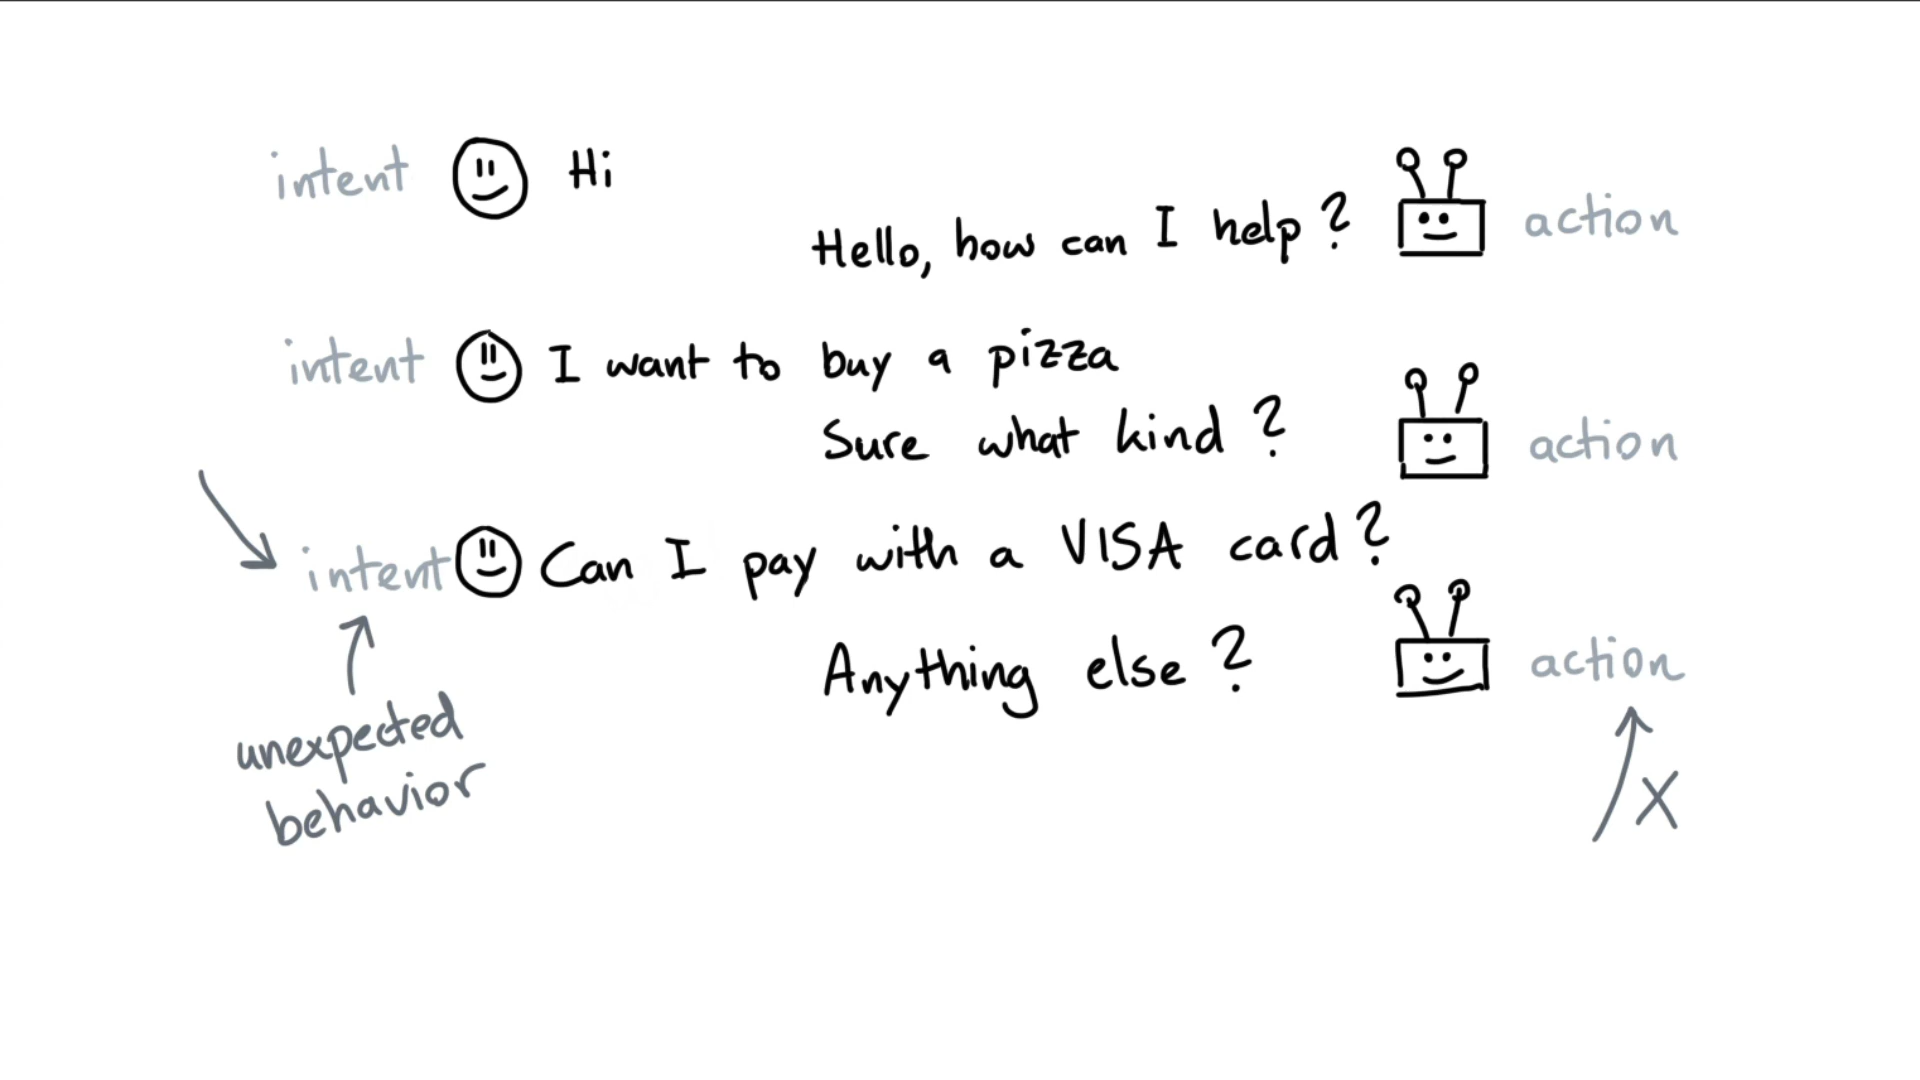 intent Hi
Hello, how can I help? action
intent I want to buy a pizza
Sure what kind? action
intent Can I pay with a VISA card?
Anything else? action
unexpected
behavior
X